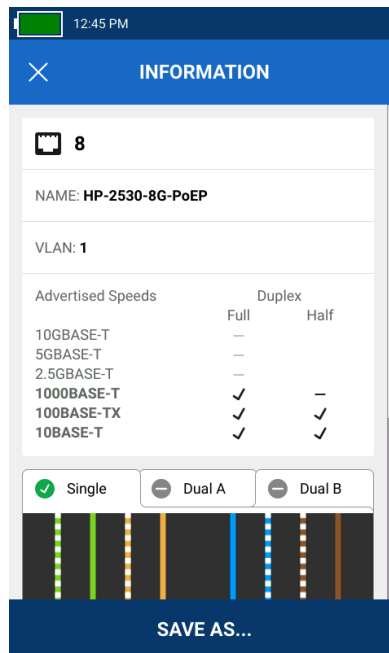 12:45 PM
INFORMATION
8
NAME: HP-2530-8G-PoEP
VLAN: 1
Advertised Speeds Duplex
Full Half
10GBASE-T —
5GBASE-T —
2.5GBASE-T —
1000BASE-T ✓ –
100BASE-TX ✓ ✓
10BASE-T ✓ ✓
Single Dual A Dual B
SAVE AS...